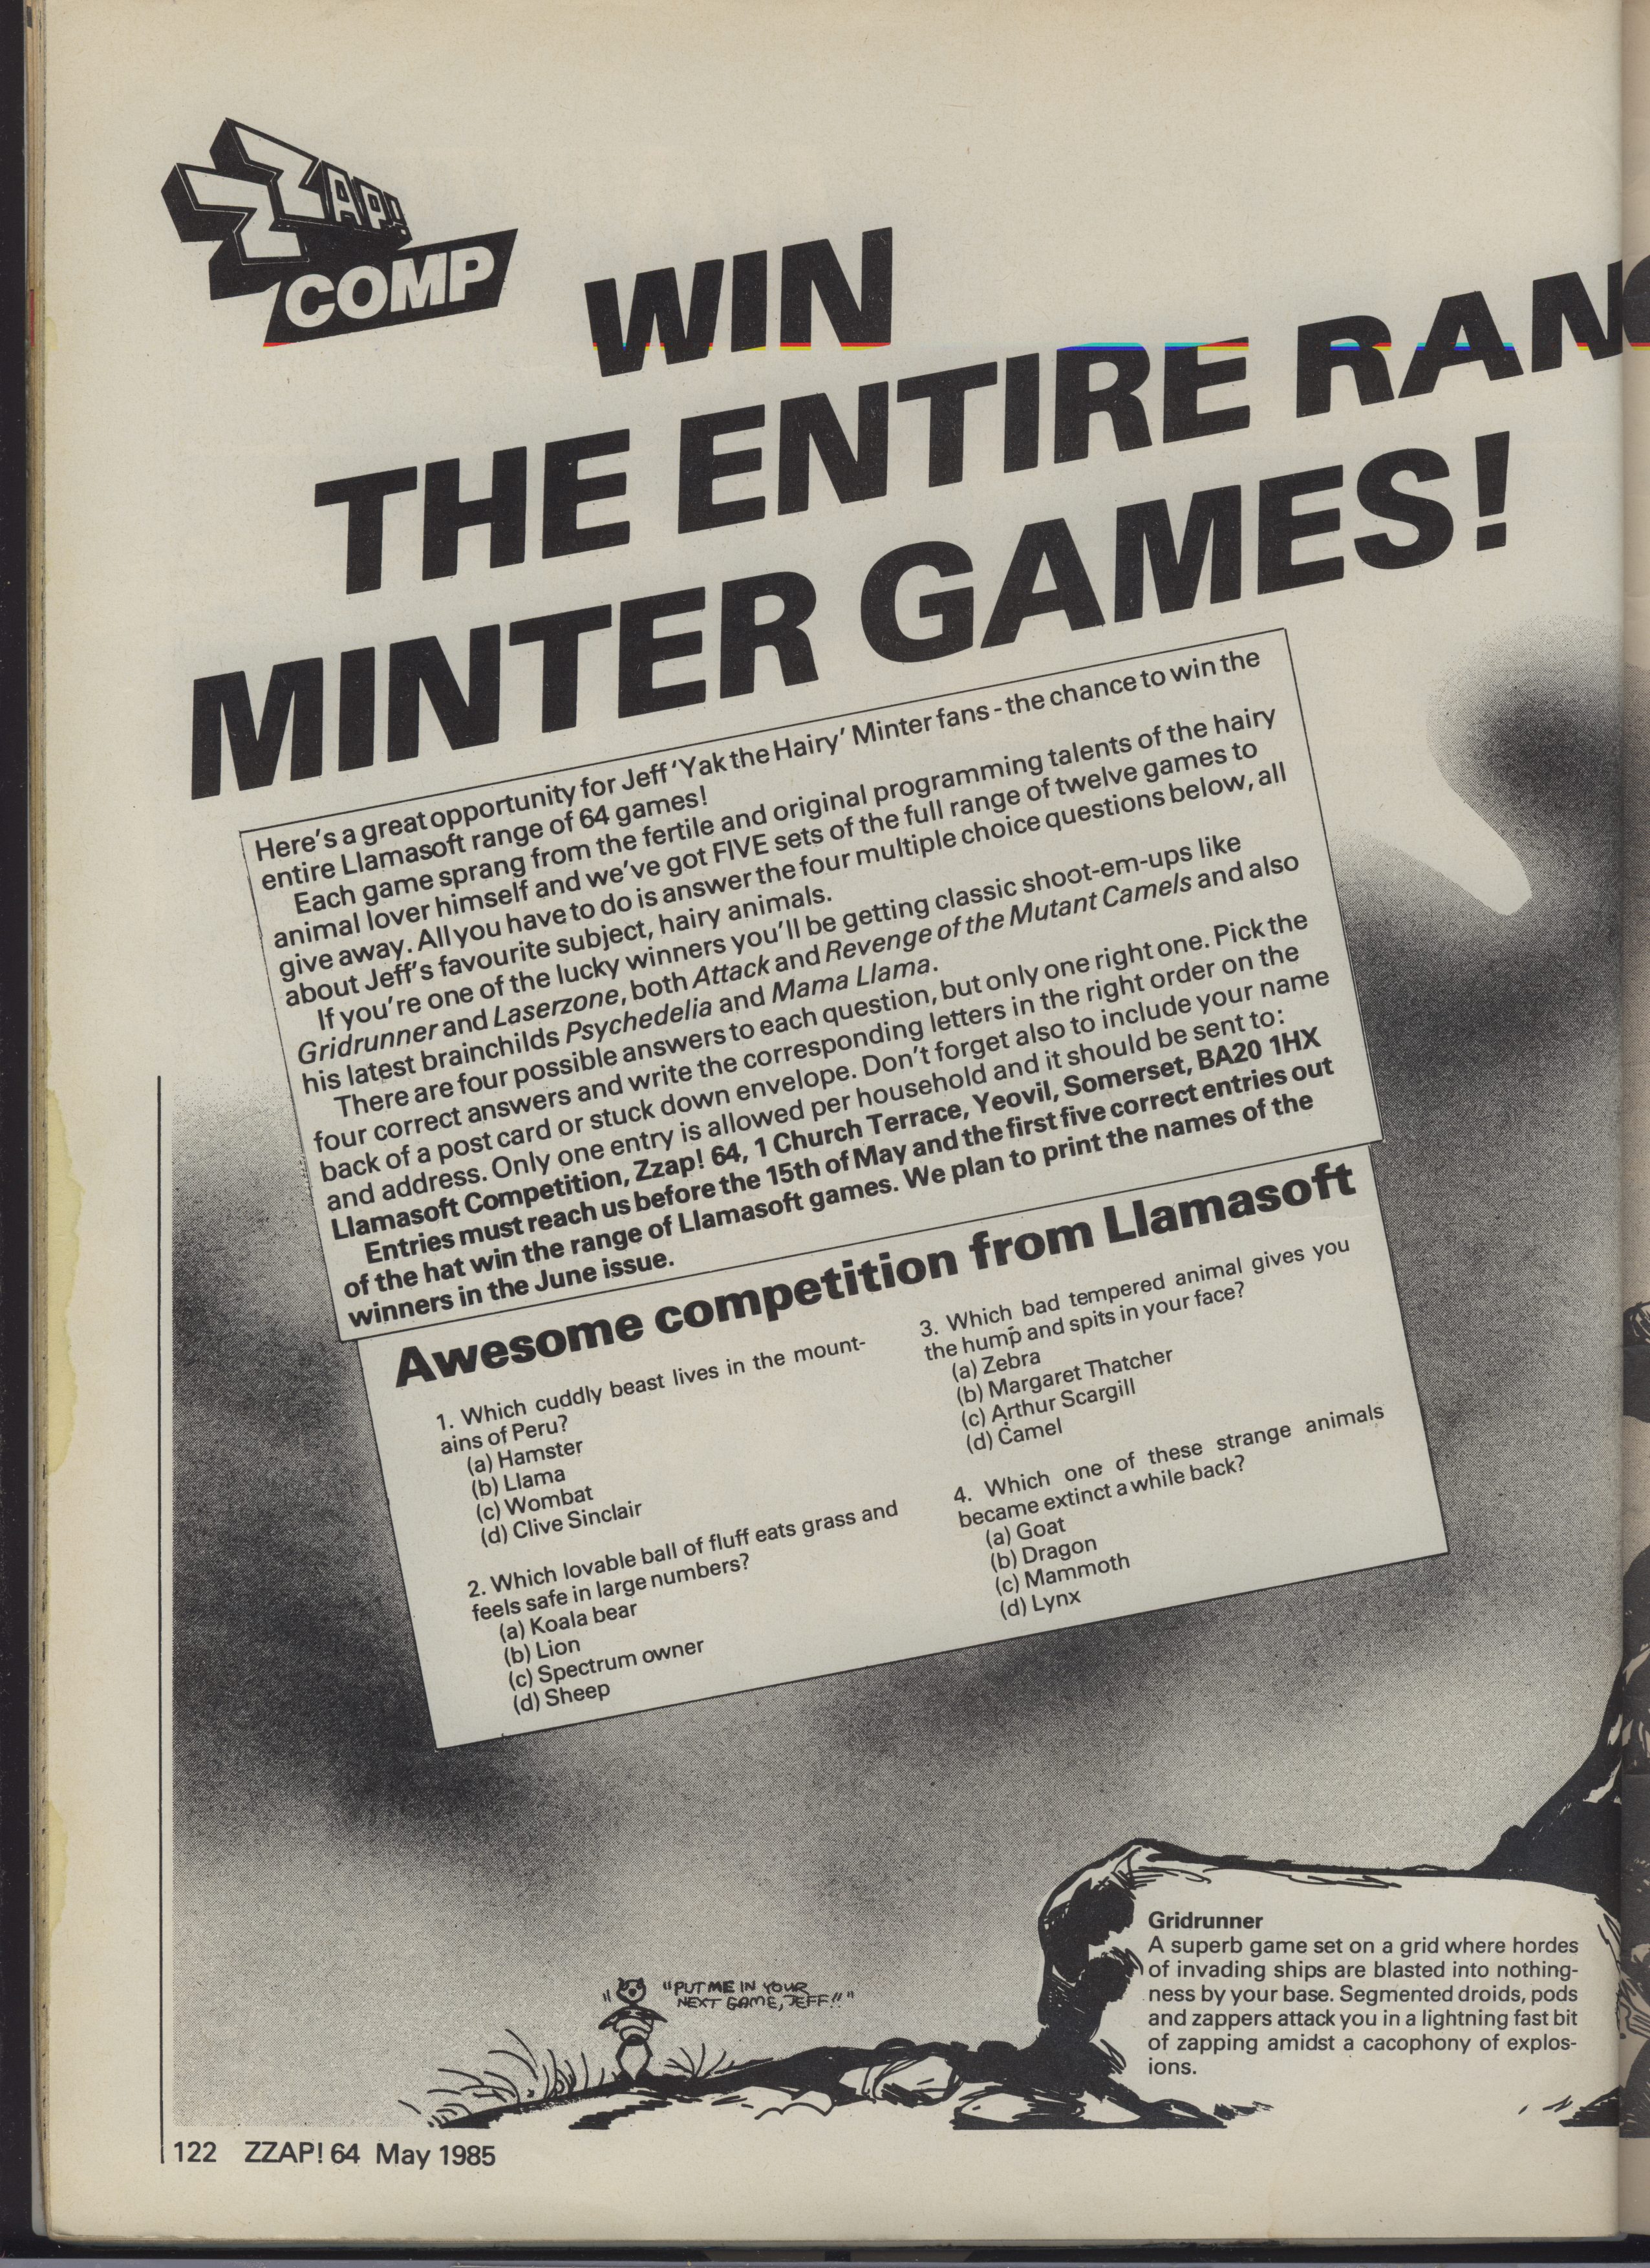 ZZAP!
COMP
WIN
THE ENTIRE RAN
MINTER GAMES!
Here's a great opportunity for Jeff 'Yak the Hairy' Minter fans - the chance to win the
entire Llamasoft range of 64 games!
Each game sprang from the fertile and original programming talents of the hairy
animal lover himself and we've got FIVE sets of the full range of twelve games to
give away. All you have to do is answer the four multiple choice questions below, all
about Jeff's favourite subject, hairy animals.
If you're one of the lucky winners you'll be getting classic shoot-em-ups like
Gridrunner and Laserzone, both Attack and Revenge of the Mutant Camels and also
his latest brainchilds Psychedelia and Mama Llama.
There are four possible answers to each question, but only one right one. Pick the
four correct answers and write the corresponding letters in the right order on the
back of a post card or stuck down envelope. Don't forget also to include your name
and address. Only one entry is allowed per household and it should be sent to:
Llamasoft Competition, Zzap! 64, 1 Church Terrace, Yeovil, Somerset, BA20 1HX
Entries must reach us before the 15th of May and the first five correct entries out
of the hat win the range of Llamasoft games. We plan to print the names of the
winners in the June issue.
Awesome competition from Llamasoft
1. Which cuddly beast lives in the mount-
ains of Peru?
(a) Hamster
(b) Llama
(c) Wombat
(d) Clive Sinclair
2. Which lovable ball of fluff eats grass and
feels safe in large numbers?
(a) Koala bear
(b) Lion
(c) Spectrum owner
(d) Sheep
3. Which bad tempered animal gives you
the hump and spits in your face?
(a) Zebra
(b) Margaret Thatcher
(c) Arthur Scargill
(d) Camel
4. Which one of these strange animals
became extinct a while back?
(a) Goat
(b) Dragon
(c) Mammoth
(d) Lynx
"PUT ME IN YOUR
NEXT GAME, JEFF!!"
Gridrunner
A superb game set on a grid where hordes
of invading ships are blasted into nothing-
ness by your base. Segmented droids, pods
and zappers attack you in a lightning fast bit
of zapping amidst a cacophony of explos-
ions.
122 ZZAP! 64 May 1985